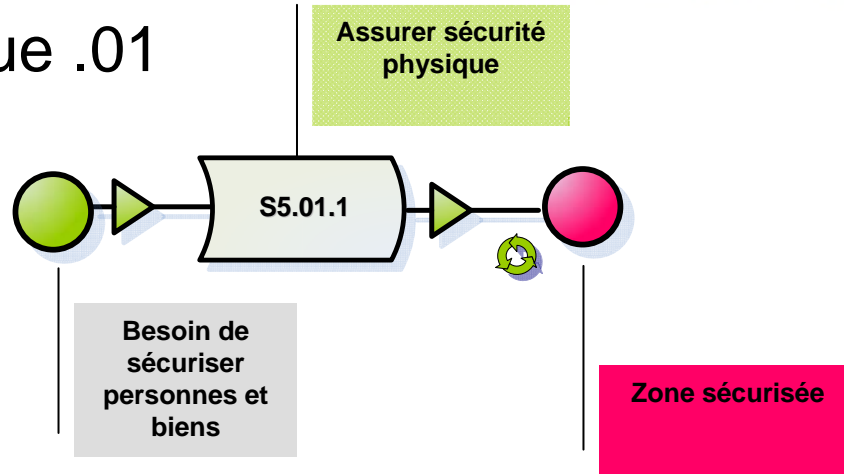 ue .01
Assurer sécurité
physique
S5.01.1
Besoin de
sécuriser
personnes et
biens
Zone sécurisée